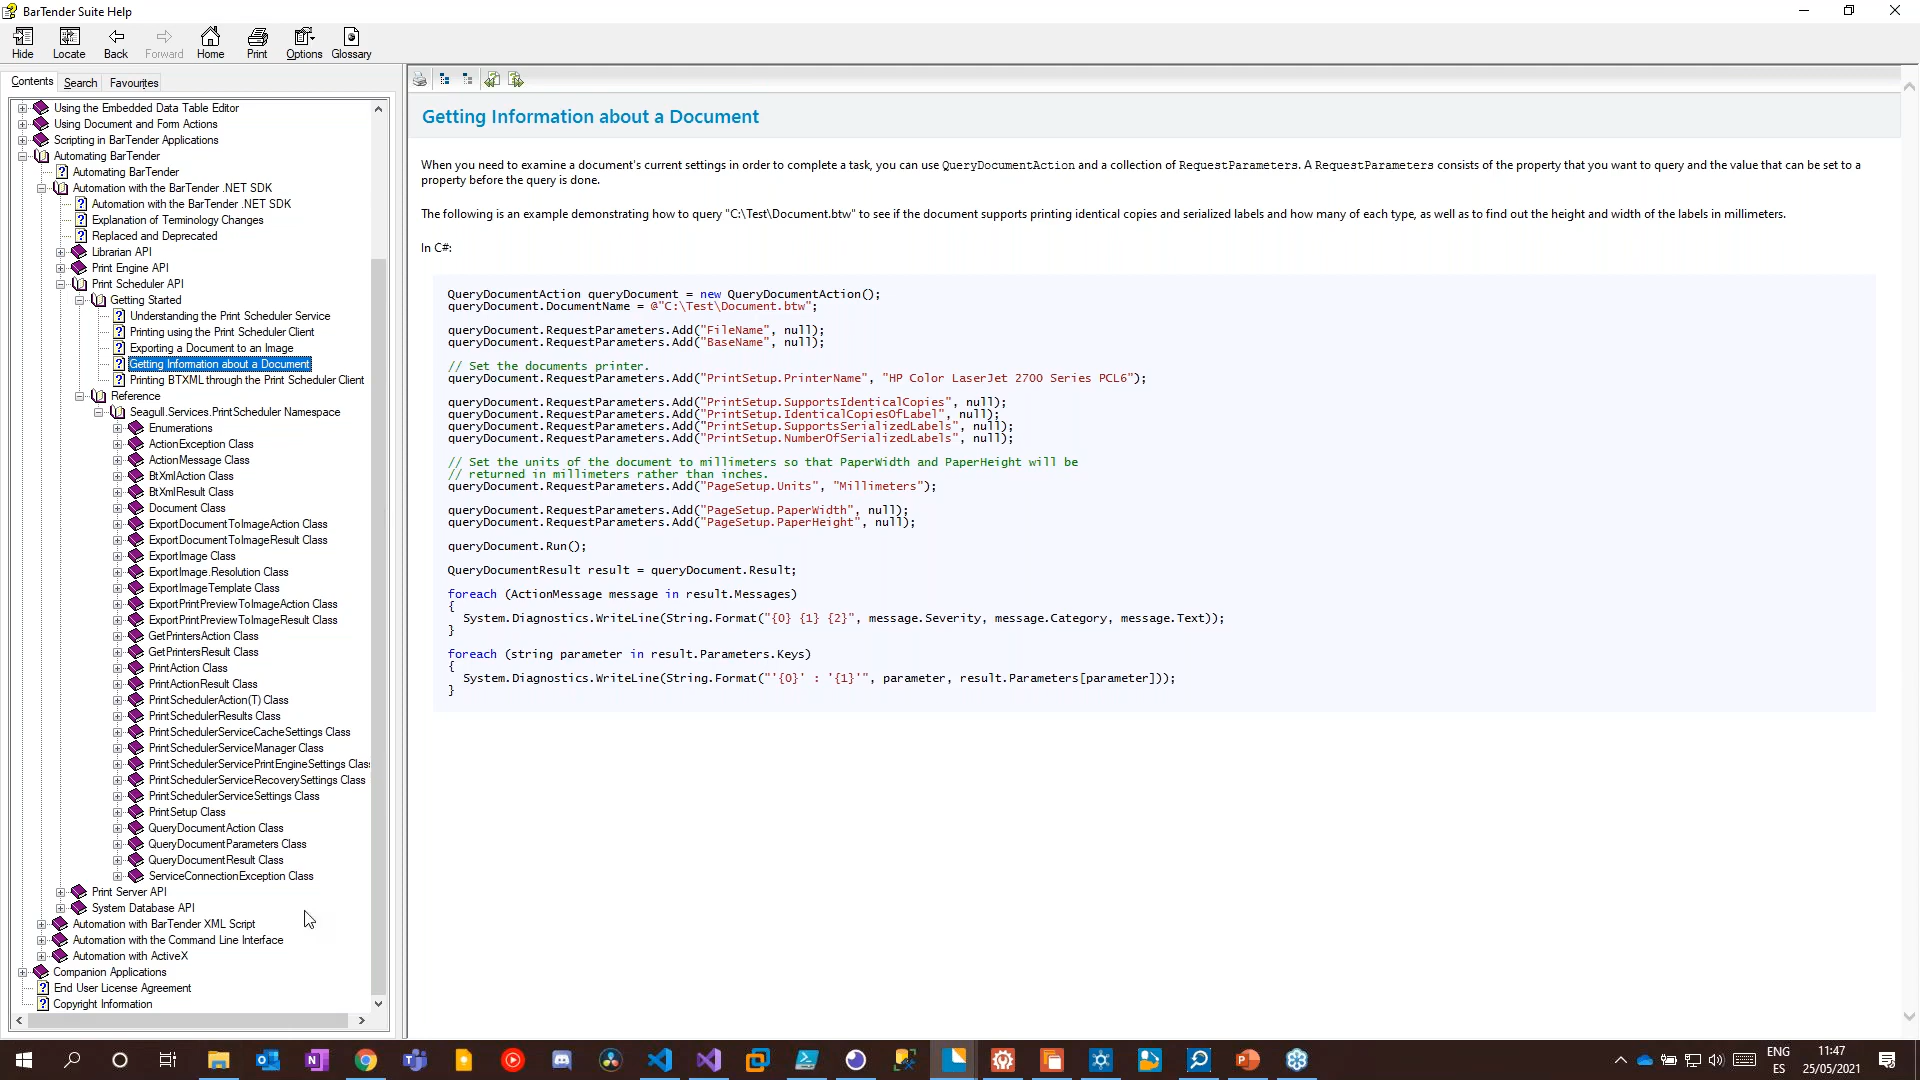 BarTender Suite Help
Hide
Locate
Back
Forward
Home
Print
Options
Glossary
Contents
Search
Favourites
Using the Embedded Data Table Editor
Using Document and Form Actions
Scripting in BarTender Applications
Automating BarTender
Automating BarTender
Automation with the BarTender .NET SDK
Automation with the BarTender .NET SDK
Explanation of Terminology Changes
Replaced and Deprecated
Librarian API
Print Engine API
Print Scheduler API
Getting Started
Understanding the Print Scheduler Service
Printing using the Print Scheduler Client
Exporting a Document to an Image
Getting Information about a Document
Printing BTXML through the Print Scheduler Client
Reference
Seagull.Services.PrintScheduler Namespace
Enumerations
ActionException Class
ActionMessage Class
BtXmlAction Class
BtXmlResult Class
Document Class
ExportDocumentToImageAction Class
ExportDocumentToImageResult Class
ExportImage Class
ExportImage.Resolution Class
ExportImageTemplate Class
ExportPrintPreviewToImageAction Class
ExportPrintPreviewToImageResult Class
GetPrintersAction Class
GetPrintersResult Class
PrintAction Class
PrintActionResult Class
PrintSchedulerAction(T) Class
PrintSchedulerResults Class
PrintSchedulerServiceCacheSettings Class
PrintSchedulerServiceManager Class
PrintSchedulerServicePrintEngineSettings Clas
PrintSchedulerServiceRecoverySettings Class
PrintSchedulerServiceSettings Class
PrintSetup Class
QueryDocumentAction Class
QueryDocumentParameters Class
QueryDocumentResult Class
ServiceConnectionException Class
Print Server API
System Database API
Automation with BarTender XML Script
Automation with the Command Line Interface
Automation with ActiveX
Companion Applications
End User License Agreement
Copyright Information
Getting Information about a Document
When you need to examine a document's current settings in order to complete a task, you can use QueryDocumentAction and a collection of RequestParameters. A RequestParameters consists of the property that you want to query and the value that can be set to a
property before the query is done.
The following is an example demonstrating how to query "C:\Test\Document.btw" to see if the document supports printing identical copies and serialized labels and how many of each type, as well as to find out the height and width of the labels in millimeters.
In C#:
QueryDocumentAction queryDocument = new QueryDocumentAction();
queryDocument.DocumentName = @"C:\Test\Document.btw";
queryDocument.RequestParameters.Add("FileName", null);
queryDocument.RequestParameters.Add("BaseName", null);
// Set the documents printer.
queryDocument.RequestParameters.Add("PrintSetup.PrinterName", "HP Color LaserJet 2700 Series PCL6");
queryDocument.RequestParameters.Add("PrintSetup.SupportsIdenticalCopies", null);
queryDocument.RequestParameters.Add("PrintSetup.IdenticalCopiesOfLabel", null);
queryDocument.RequestParameters.Add("PrintSetup.SupportsSerializedLabels", null);
queryDocument.RequestParameters.Add("PrintSetup.NumberOfSerializedLabels", null);
// Set the units of the document to millimeters so that PaperWidth and PaperHeight will be
// returned in millimeters rather than inches.
queryDocument.RequestParameters.Add("PageSetup.Units", "Millimeters");
queryDocument.RequestParameters.Add("PageSetup.PaperWidth", null);
queryDocument.RequestParameters.Add("PageSetup.PaperHeight", null);
queryDocument.Run();
QueryDocumentResult result = queryDocument.Result;
foreach (ActionMessage message in result.Messages)
{
System.Diagnostics.WriteLine(String.Format("{0} {1} {2}", message.Severity, message.Category, message.Text));
}
foreach (string parameter in result.Parameters.Keys)
{
System.Diagnostics.WriteLine(String.Format("'{0}' : '{1}'", parameter, result.Parameters[parameter]));
}
ENG
ES
11:47
25/05/2021